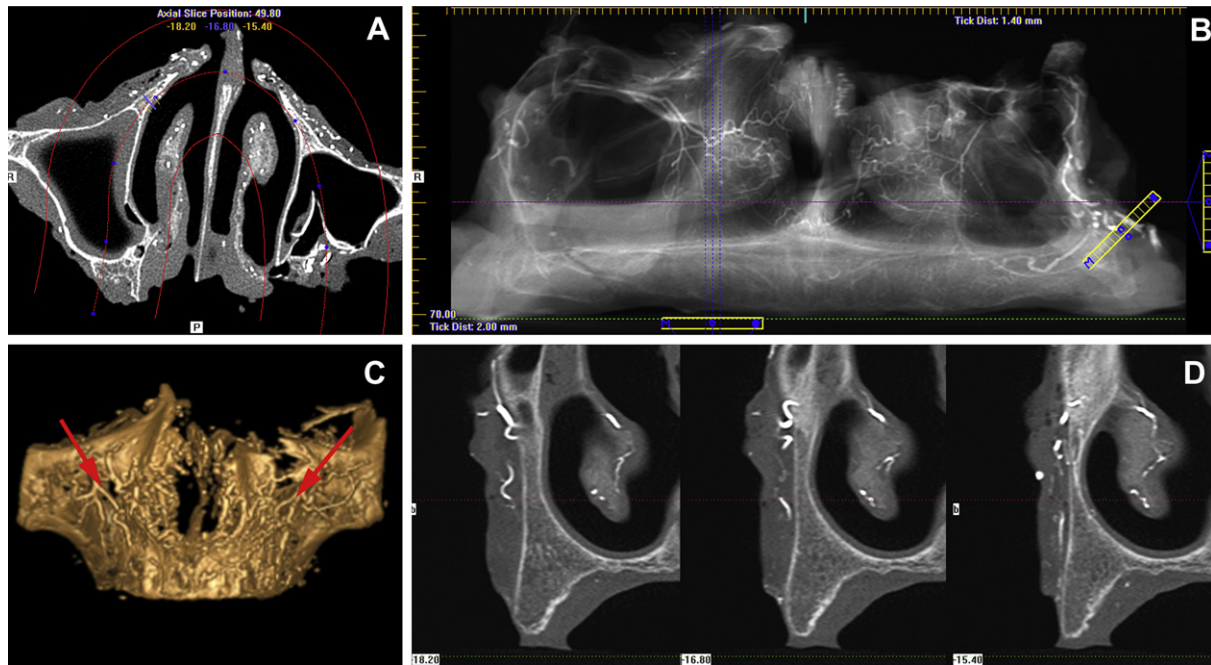 Axial Slice Position: 49.80
-18.20 -16.80 -15.40
A
R
P
Tick Dist: 1.40 mm
B
R
M
M
M
M
70.00
Tick Dist: 2.00 mm
C
D
b
b
b
-18.20
-16.80
-15.40